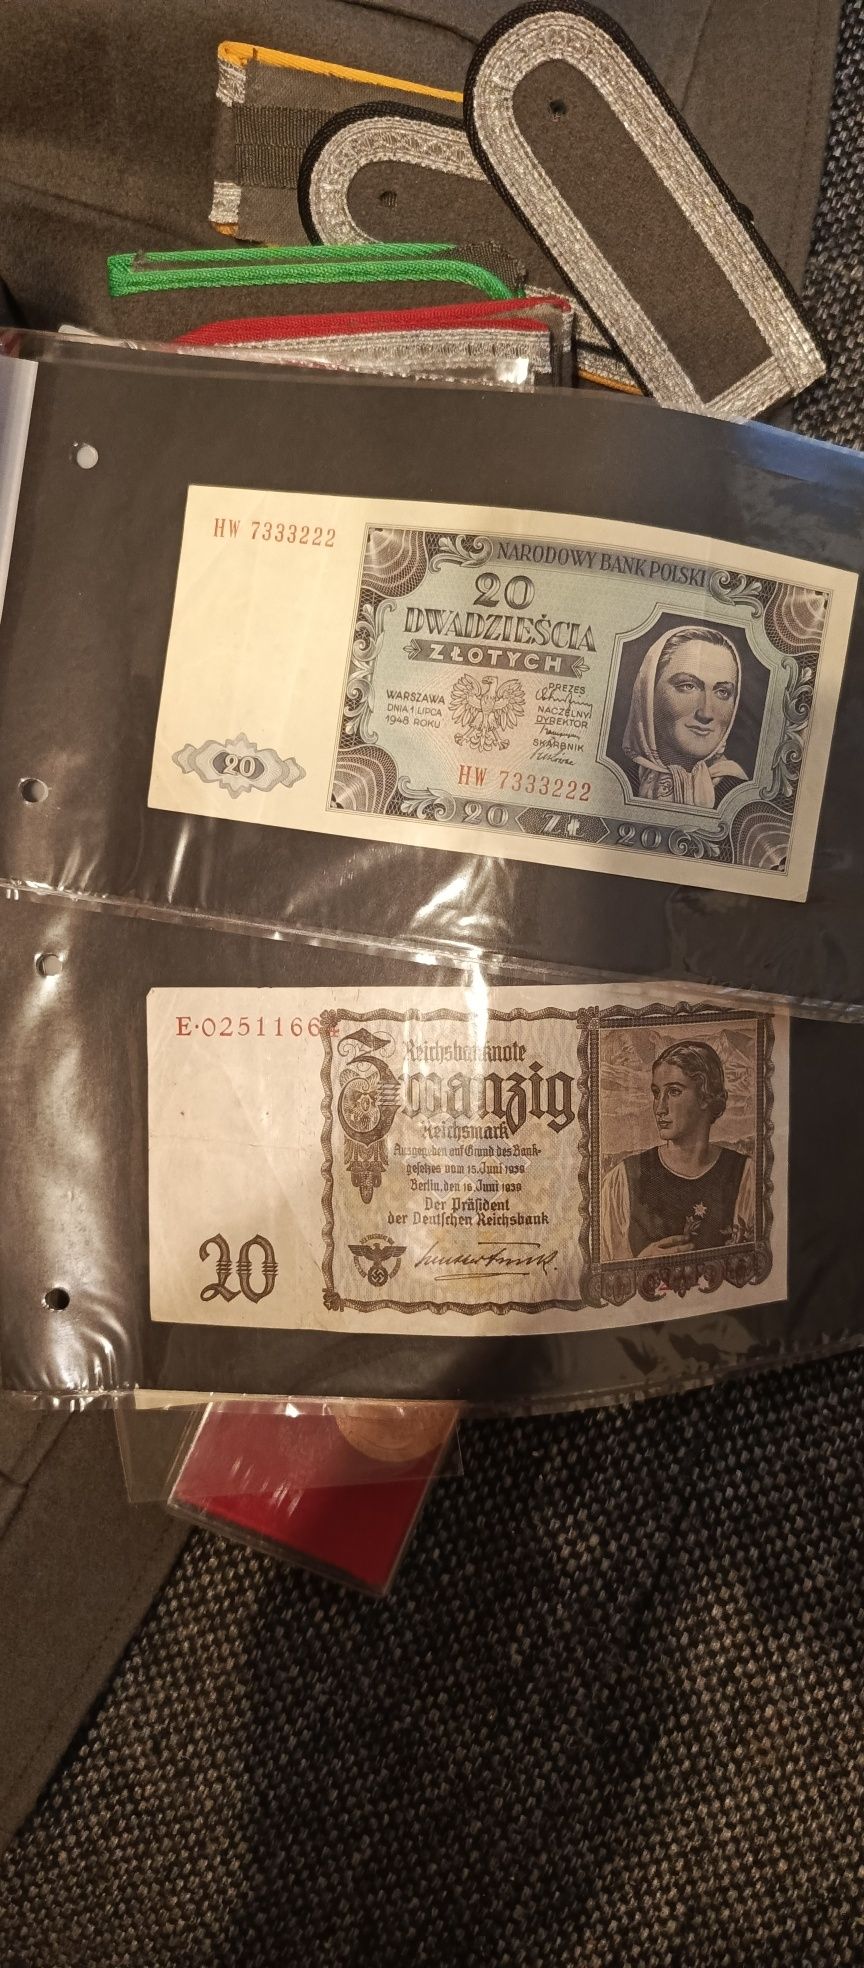 HW 7333222
NARODOWY BANK POLSKI
20
DWADZIEŚCIA
ZŁOTYCH
WARSZAWA
DNIA 1 LIPCA
1948 ROKU
PREZES
NACZELNY
DYREKTOR
SKARBNIK
HW 7333222
20
20 ZŁ 20
E·02511664
Reichsbanknote
Zwanzig
Reichsmark
Ausgegeben auf Grund des Bank-
gesetzes vom 15. Juni 1939
Berlin, den 16. Juni 1939
Der Präsident
der Deutschen Reichsbank
20